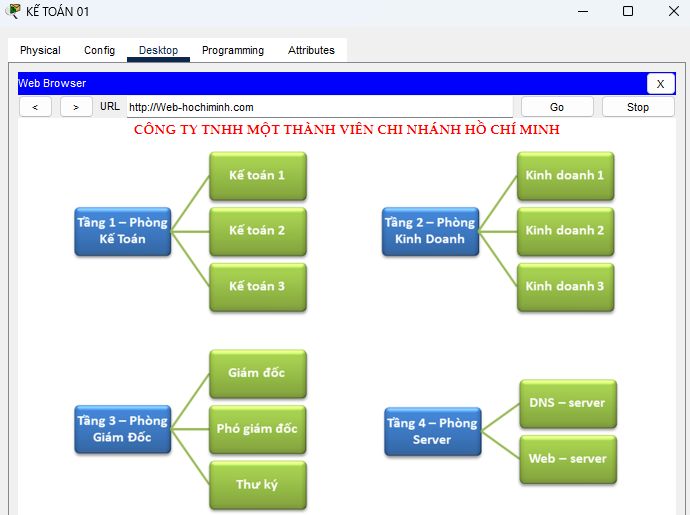 KẾ TOÁN 01
Physical Config Desktop Programming Attributes
Web Browser X
< > URL http://Web-hochiminh.com Go Stop
CÔNG TY TNHH MỘT THÀNH VIÊN CHI NHÁNH HỒ CHÍ MINH
Tầng 1 – Phòng
Kế Toán
Kế toán 1
Kế toán 2
Kế toán 3
Tầng 2 – Phòng
Kinh Doanh
Kinh doanh 1
Kinh doanh 2
Kinh doanh 3
Tầng 3 – Phòng
Giám Đốc
Giám đốc
Phó giám đốc
Thư ký
Tầng 4 – Phòng
Server
DNS – server
Web – server